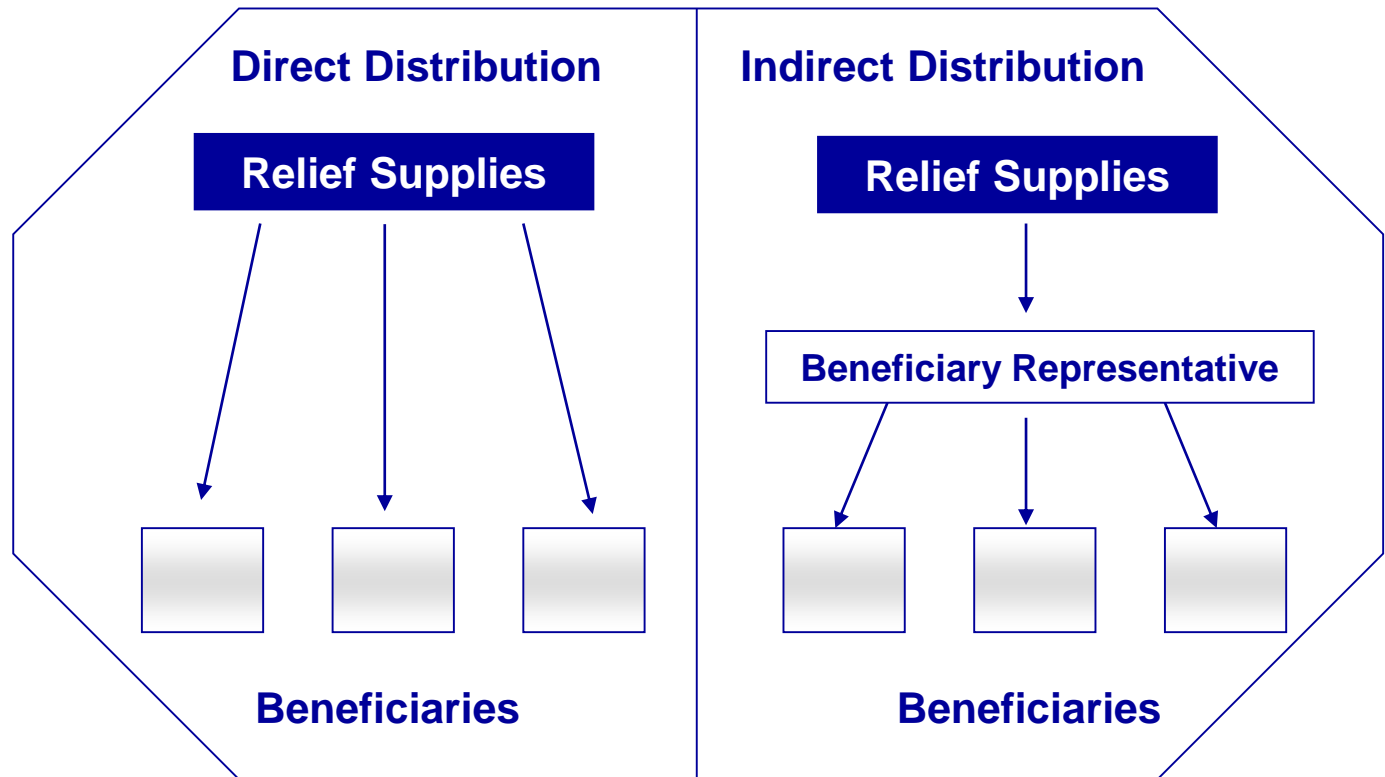 Direct Distribution
Relief Supplies
Beneficiaries
Indirect Distribution
Relief Supplies
Beneficiary Representative
Beneficiaries